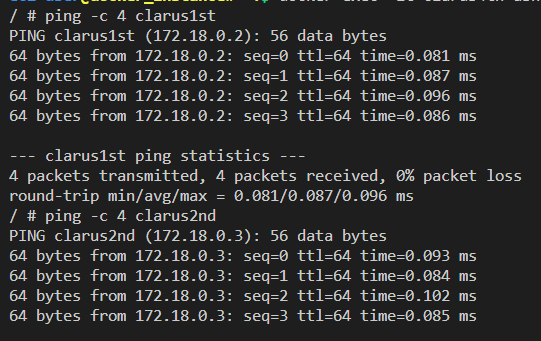 / # ping -c 4 clarus1st
PING clarus1st (172.18.0.2): 56 data bytes
64 bytes from 172.18.0.2: seq=0 ttl=64 time=0.081 ms
64 bytes from 172.18.0.2: seq=1 ttl=64 time=0.087 ms
64 bytes from 172.18.0.2: seq=2 ttl=64 time=0.096 ms
64 bytes from 172.18.0.2: seq=3 ttl=64 time=0.086 ms

--- clarus1st ping statistics ---
4 packets transmitted, 4 packets received, 0% packet loss
round-trip min/avg/max = 0.081/0.087/0.096 ms
/ # ping -c 4 clarus2nd
PING clarus2nd (172.18.0.3): 56 data bytes
64 bytes from 172.18.0.3: seq=0 ttl=64 time=0.093 ms
64 bytes from 172.18.0.3: seq=1 ttl=64 time=0.084 ms
64 bytes from 172.18.0.3: seq=2 ttl=64 time=0.102 ms
64 bytes from 172.18.0.3: seq=3 ttl=64 time=0.085 ms